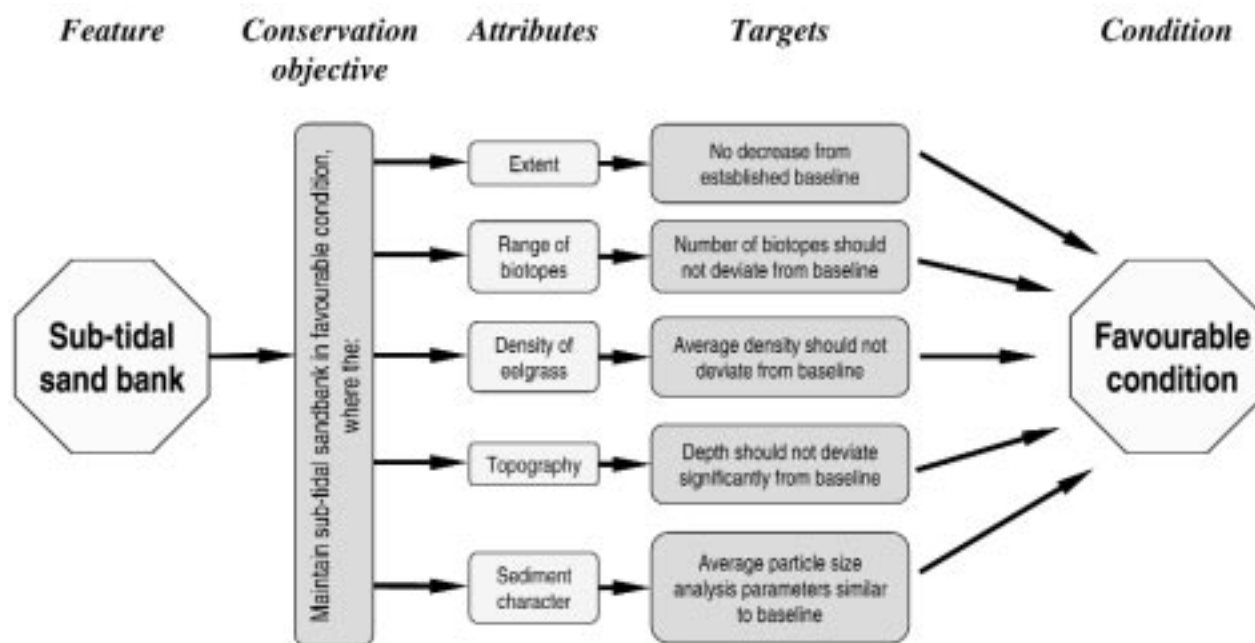 Feature
Conservation
objective
Attributes
Targets
Condition
Sub-tidal
sand bank
Maintain sub-tidal sandbank in favourable condition,
where the:
Extent
No decrease from
established baseline
Range of
biotopes
Number of biotopes should
not deviate from baseline
Density of
eelgrass
Average density should not
deviate from baseline
Topography
Depth should not deviate
significantly from baseline
Sediment
character
Average particle size
analysis parameters similar
to baseline
Favourable
condition